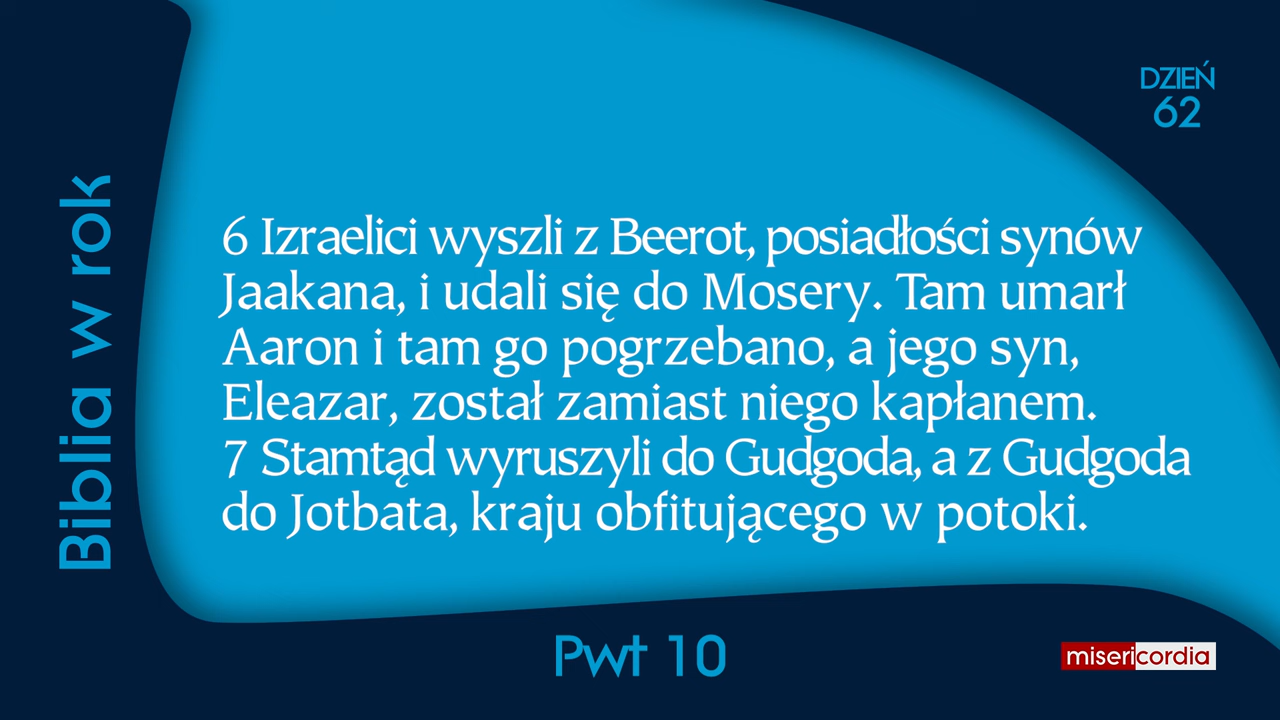 DZIEŃ
62
Biblia w rok
6 Izraelici wyszli z Beerot, posiadłości synów
Jaakana, i udali się do Mosery. Tam umarł
Aaron i tam go pogrzebano, a jego syn,
Eleazar, został zamiast niego kapłanem.
7 Stamtąd wyruszyli do Gudgoda, a z Gudgoda
do Jotbata, kraju obfitującego w potoki.
Pwt 10
misericordia